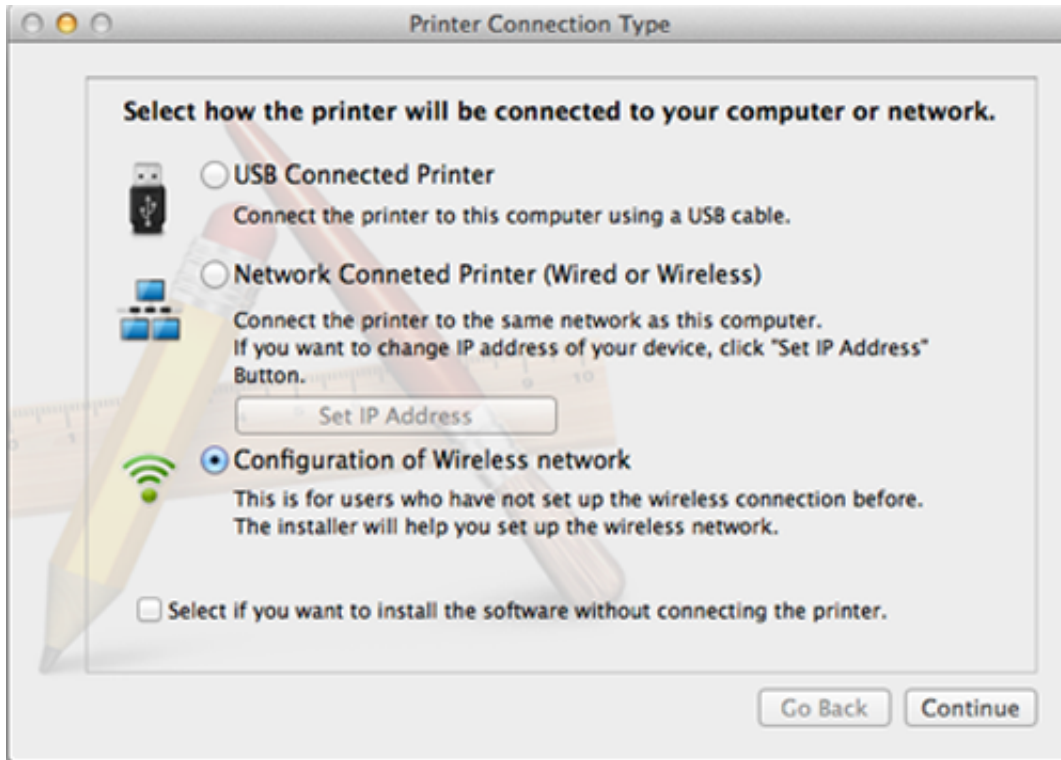 Printer Connection Type
Select how the printer will be connected to your computer or network.
USB Connected Printer
Connect the printer to this computer using a USB cable.
Network Conneted Printer (Wired or Wireless)
Connect the printer to the same network as this computer.
If you want to change IP address of your device, click "Set IP Address"
Button.
Set IP Address
Configuration of Wireless network
This is for users who have not set up the wireless connection before.
The installer will help you set up the wireless network.
Select if you want to install the software without connecting the printer.
Go Back
Continue